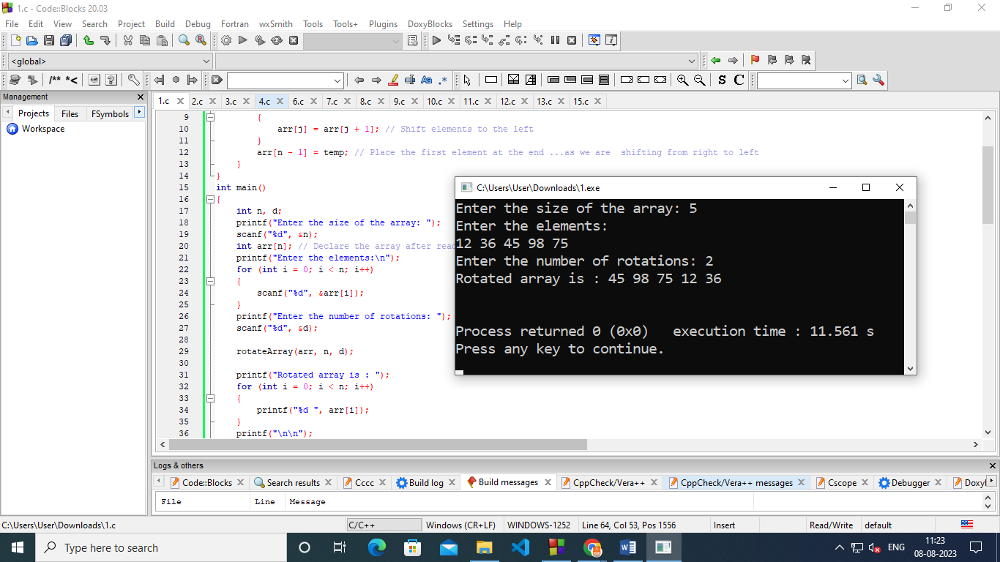 1.c - Code::Blocks 20.03
File Edit View Search Project Build Debug Fortran wxSmith Tools Tools+ Plugins DoxyBlocks Settings Help
<global>
/** *<
Aa .*
S C
Management
Projects Files FSymbols
Workspace
1.c 2.c 3.c 4.c 6.c 7.c 8.c 9.c 10.c 11.c 12.c 13.c 15.c
9 {
10 arr[j] = arr[j + 1]; // Shift elements to the left
11 }
12 arr[n - 1] = temp; // Place the first element at the end ...as we are  shifting from right to left
13 }
14 }
15 int main()
16 {
17 int n, d;
18 printf("Enter the size of the array: ");
19 scanf("%d", &n);
20 int arr[n]; // Declare the array after
21 printf("Enter the elements:\n");
22 for (int i = 0; i < n; i++)
23 {
24 scanf("%d", &arr[i]);
25 }
26 printf("Enter the number of rotations: ");
27 scanf("%d", &d);
28
29 rotateArray(arr, n, d);
30
31 printf("Rotated array is : ");
32 for (int i = 0; i < n; i++)
33 {
34 printf("%d ", arr[i]);
35 }
36 printf("\n\n");
C:\Users\User\Downloads\1.exe
Enter the size of the array: 5
Enter the elements:
12 36 45 98 75
Enter the number of rotations: 2
Rotated array is : 45 98 75 12 36
Process returned 0 (0x0)   execution time : 11.561 s
Press any key to continue.
Logs & others
Code::Blocks Search results Cccc Build log Build messages CppCheck/Vera++ CppCheck/Vera++ messages Cscope Debugger Doxyl
File Line Message
C:\Users\User\Downloads\1.c C/C++ Windows (CR+LF) WINDOWS-1252 Line 64, Col 53, Pos 1556 Insert Read/Write default
Type here to search
ENG
11:23
08-08-2023